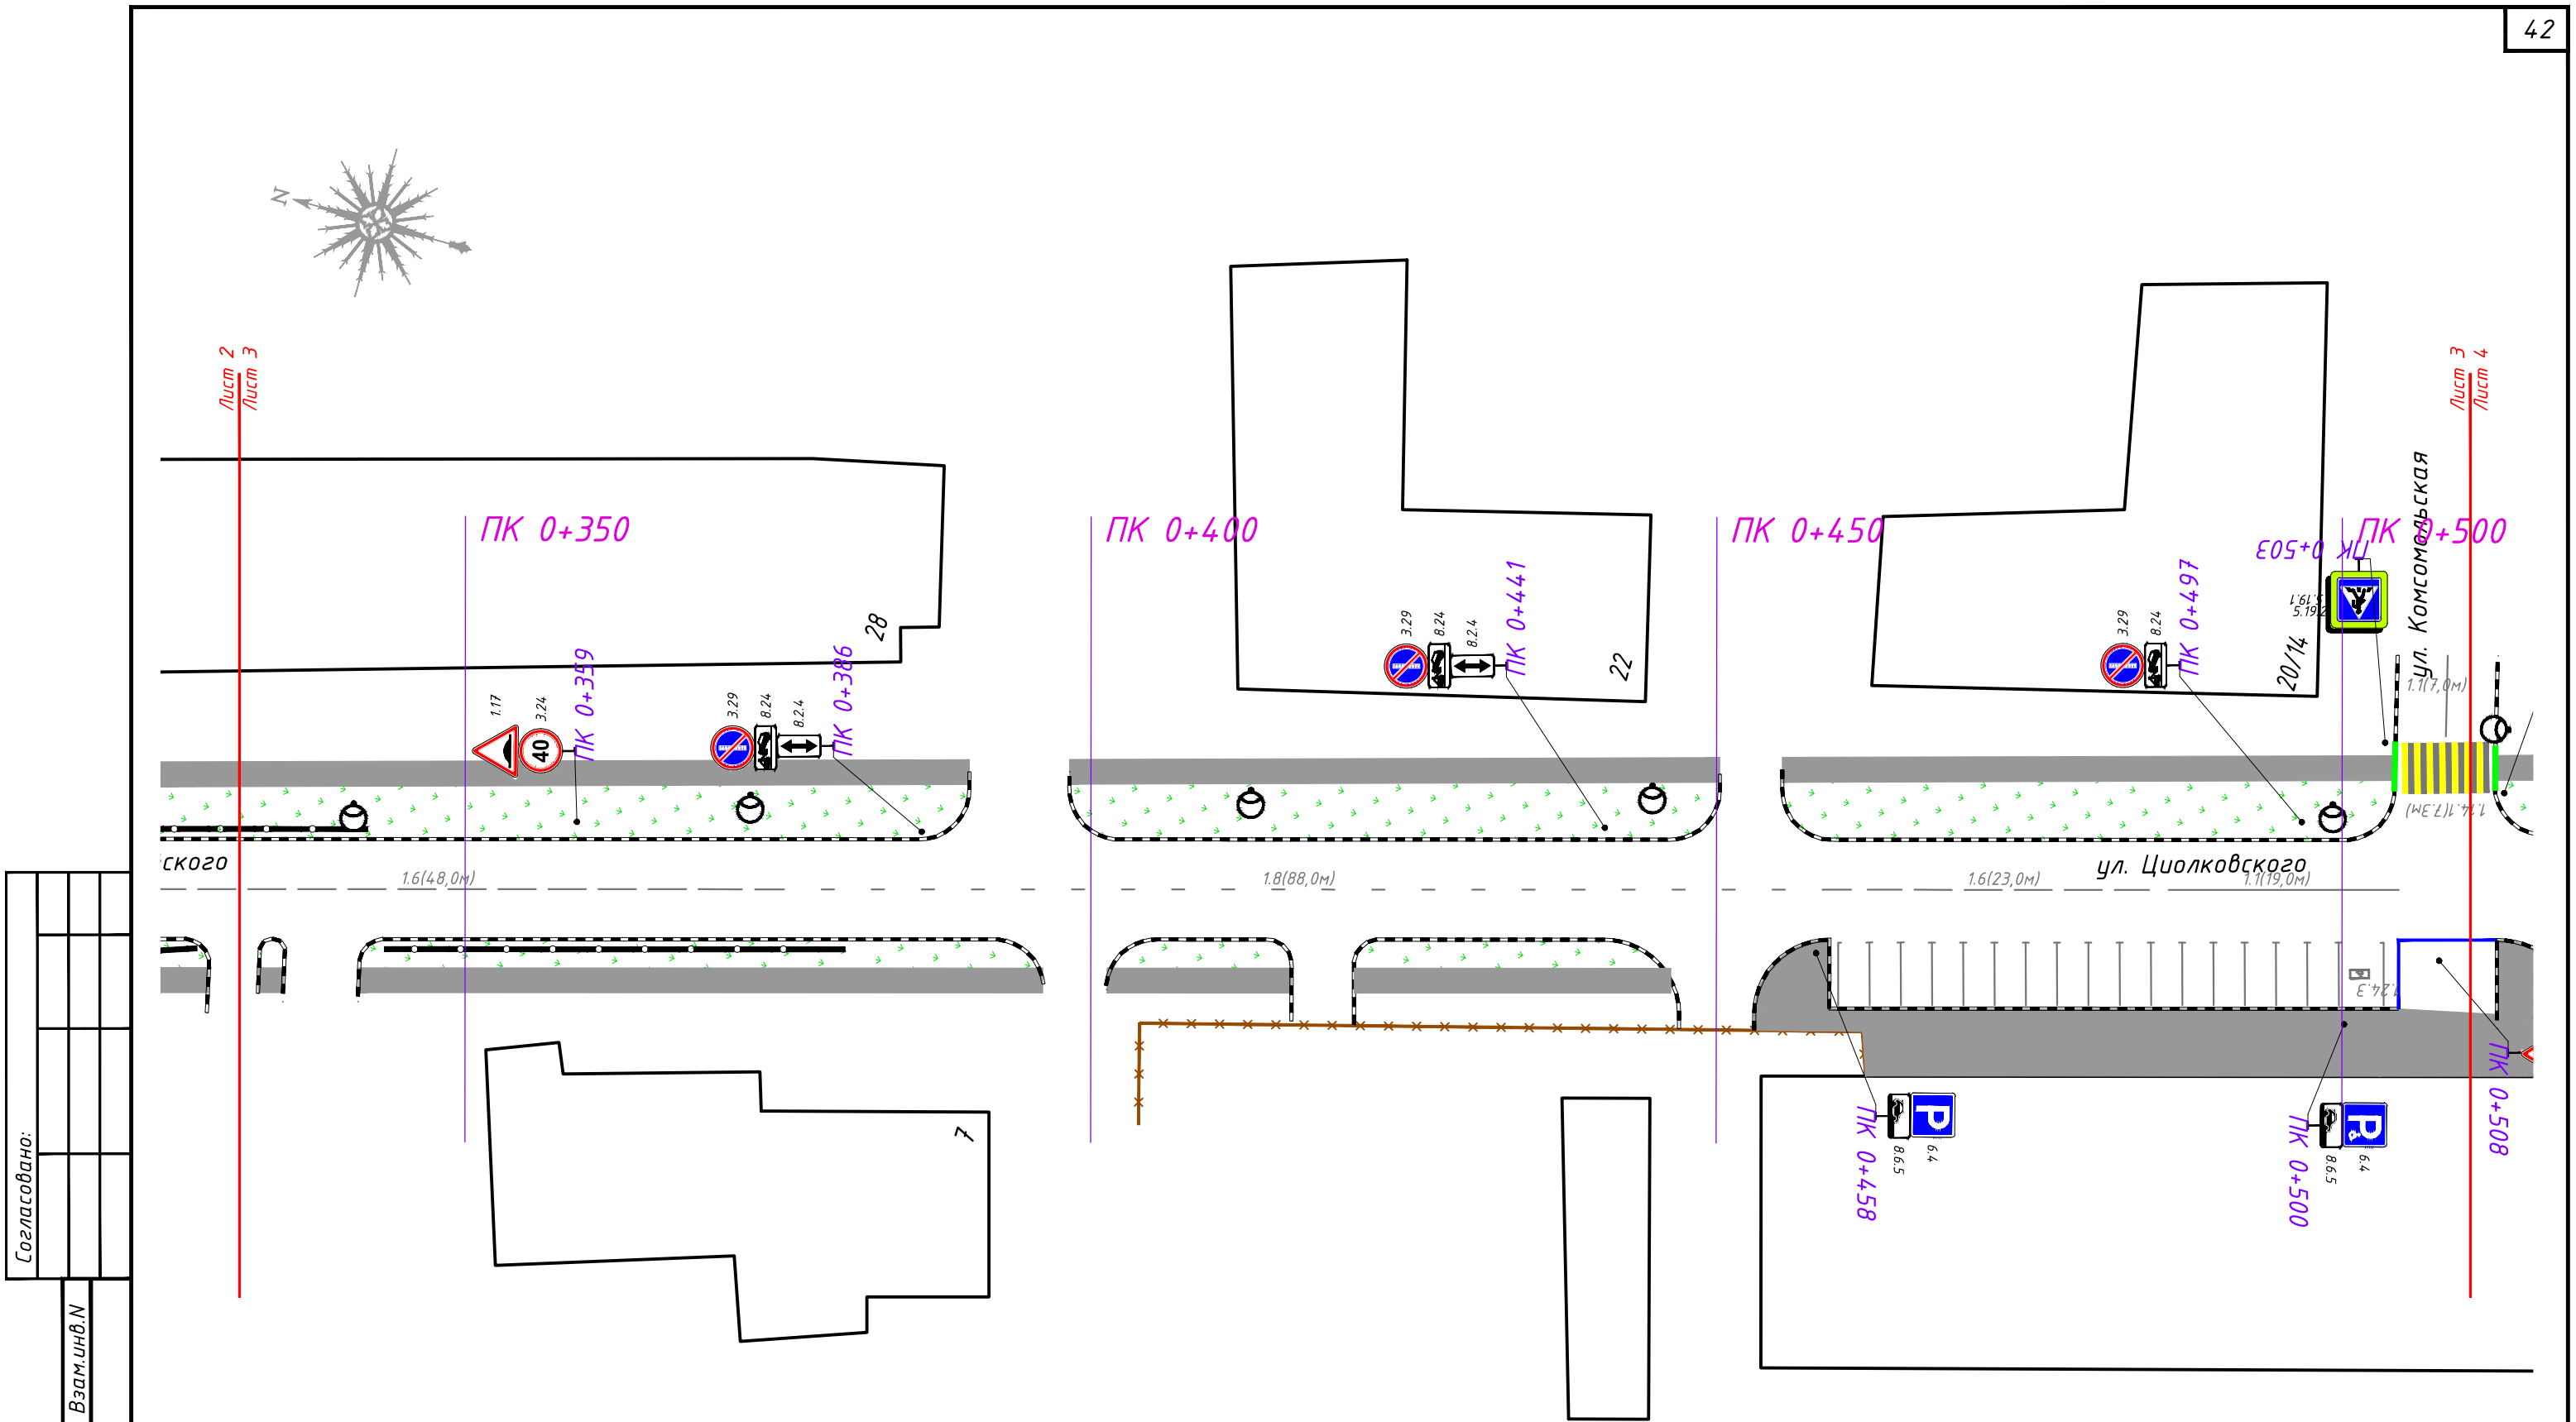 42
N
Лист 2
Лист 3
Лист 3
Лист 4
ПК 0+350
ПК 0+400
ПК 0+450
ПК 0+500
ПК 0+503
5.19.1
5.19.2
ул. Комсомольская
28
22
20/14
1.17
3.24
40
ПК 0+359
3.29
8.24
8.2.4
ПК 0+386
3.29
8.24
8.2.4
ПК 0+441
3.29
8.24
ПК 0+497
1.1(7,0м)
1.14.1(7.3м)
ского
ул. Циолковского
1.6(48,0м)
1.8(88,0м)
1.6(23,0м)
1.1(19,0м)
1.24.3
7
P
8.6.5
6.4
ПК 0+458
P
8.6.5
6.4
ПК 0+500
ПК 0+508
Согласовано:
Взам.инв.N